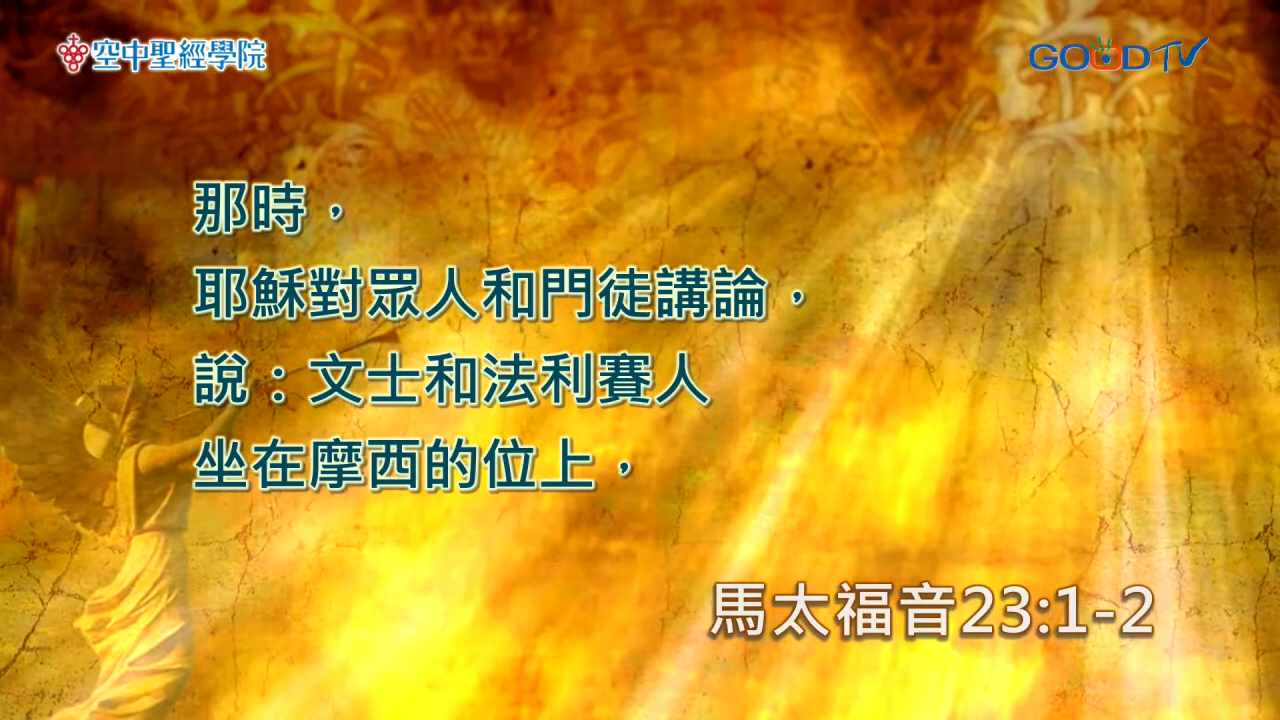 空中聖經學院
GOODTV
那時，
耶穌對眾人和門徒講論，
說：文士和法利賽人
坐在摩西的位上，
馬太福音23:1-2